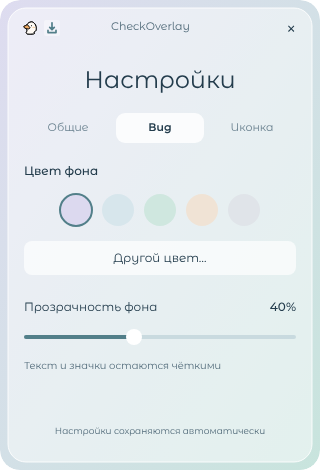 CheckOverlay
×
Настройки
Общие
Вид
Иконка
Цвет фона
Другой цвет...
Прозрачность фона 40%
Текст и значки остаются чёткими
Настройки сохраняются автоматически